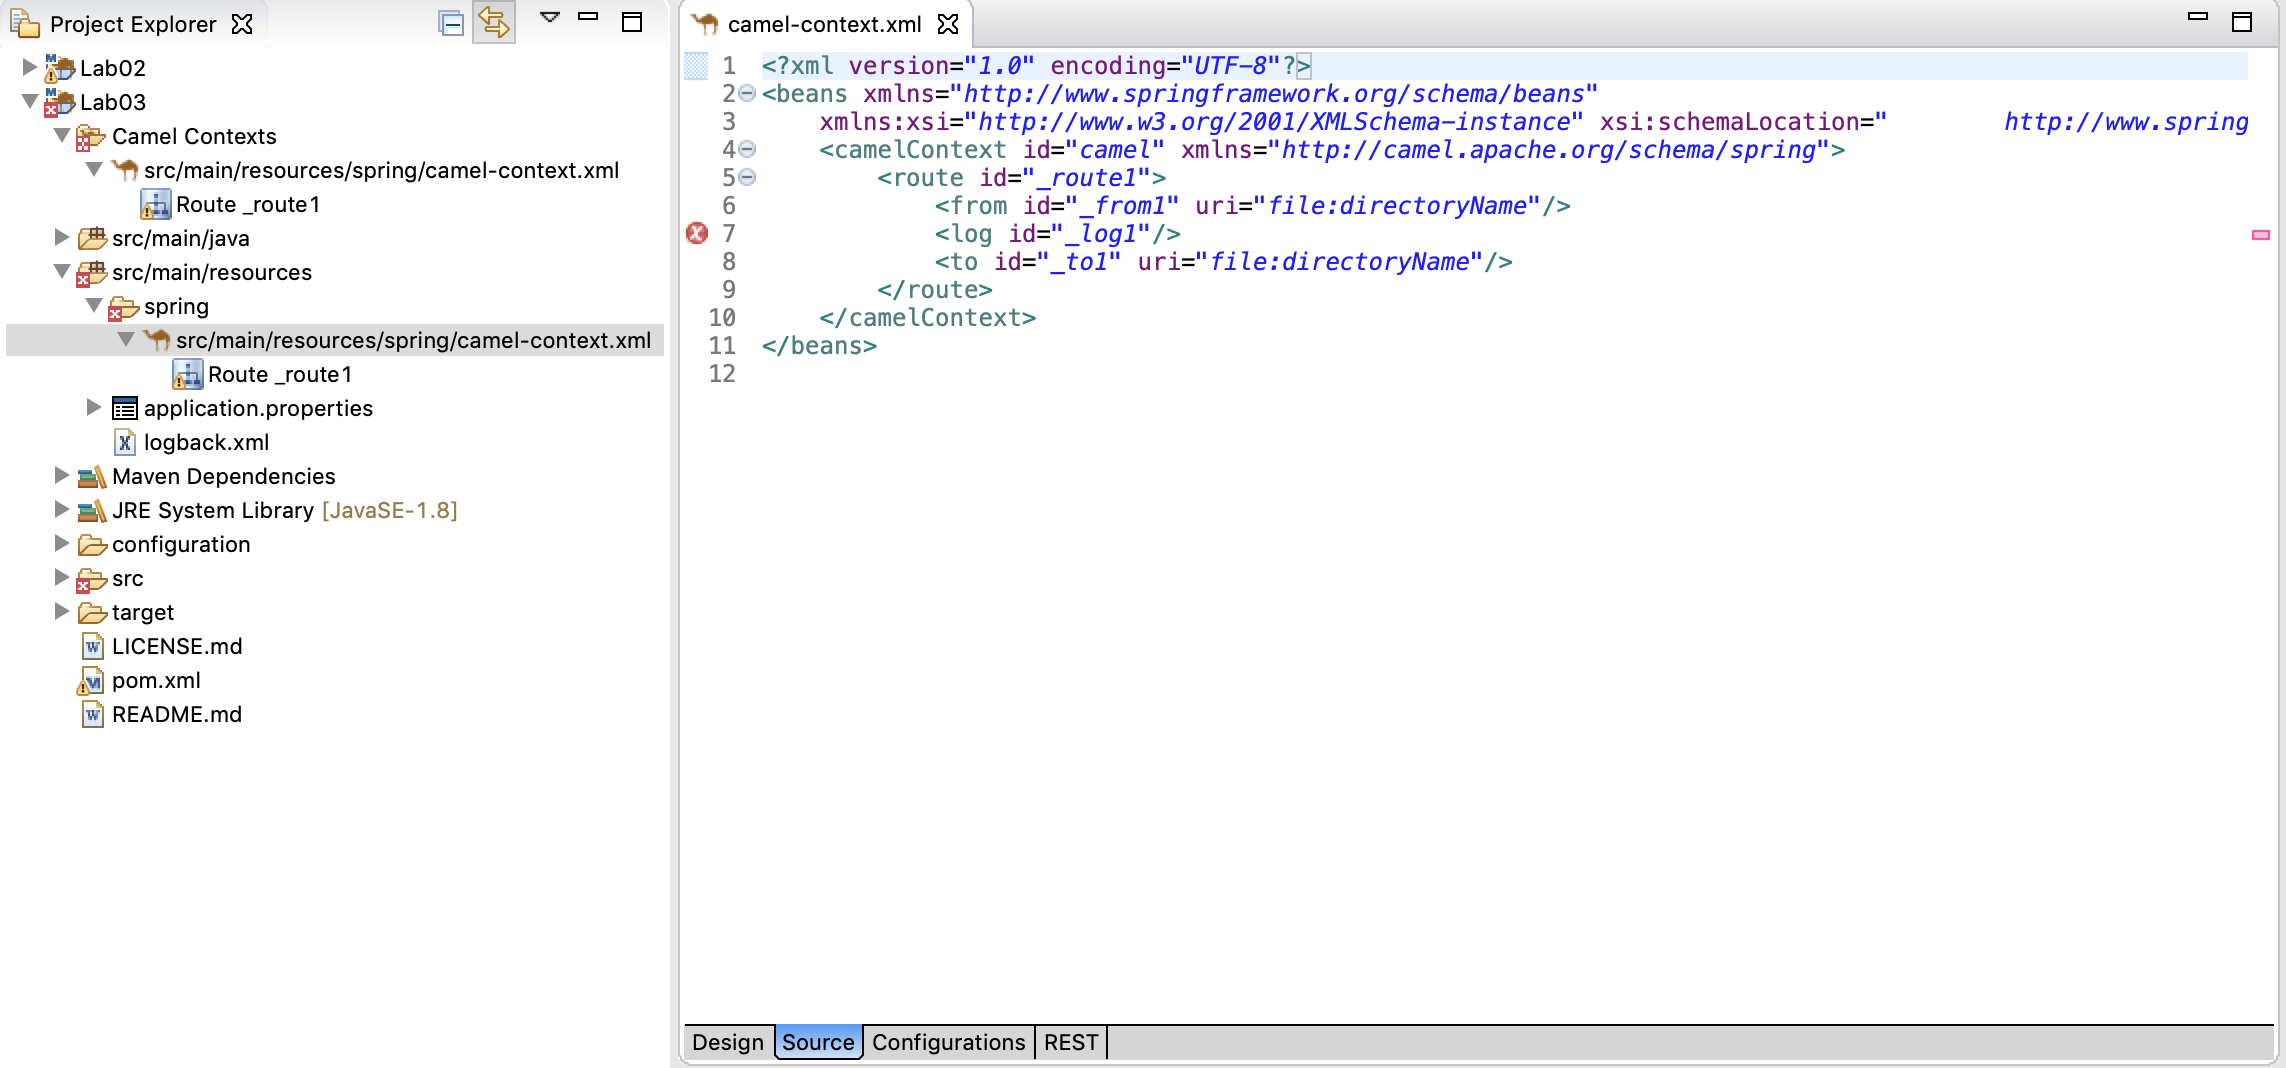 Project Explorer
Lab02
Lab03
Camel Contexts
src/main/resources/spring/camel-context.xml
Route _route1
src/main/java
src/main/resources
spring
src/main/resources/spring/camel-context.xml
Route _route1
application.properties
logback.xml
Maven Dependencies
JRE System Library [JavaSE-1.8]
configuration
src
target
LICENSE.md
pom.xml
README.md
camel-context.xml
1 <?xml version="1.0" encoding="UTF-8"?>
2 <beans xmlns="http://www.springframework.org/schema/beans"
3     xmlns:xsi="http://www.w3.org/2001/XMLSchema-instance" xsi:schemaLocation="        http://www.spring
4     <camelContext id="camel" xmlns="http://camel.apache.org/schema/spring">
5         <route id="_route1">
6             <from id="_from1" uri="file:directoryName"/>
7             <log id="_log1"/>
8             <to id="_to1" uri="file:directoryName"/>
9         </route>
10     </camelContext>
11 </beans>
12
Design Source Configurations REST